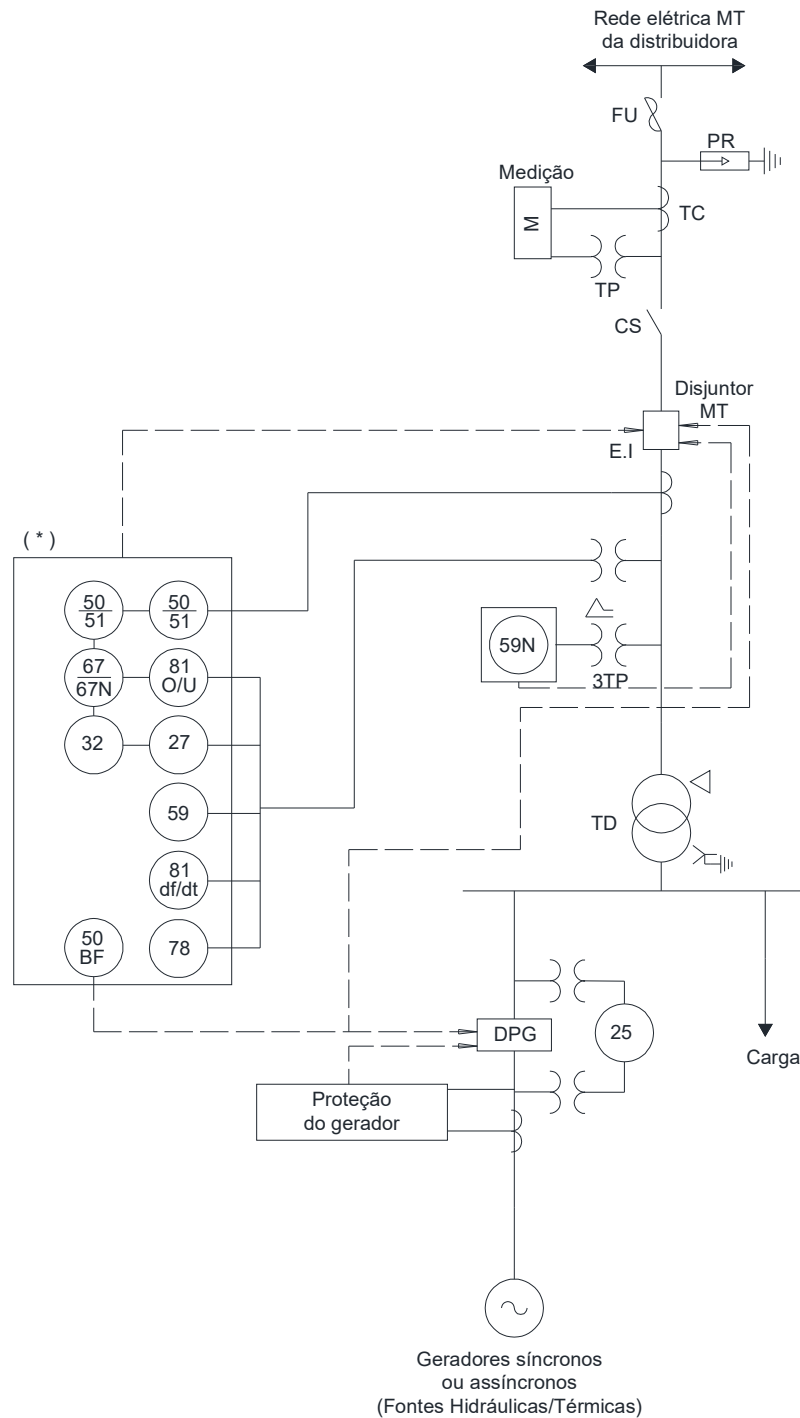 Rede elétrica MT
da distribuidora
FU
PR
Medição
M
TC
TP
CS
Disjuntor
MT
E.I
( * )
50
51
50
51
59N
3TP
67
67N
81
O/U
32
27
59
TD
81
df/dt
50
BF
78
DPG
25
Carga
Proteção
do gerador
Geradores síncronos
ou assíncronos
(Fontes Hidráulicas/Térmicas)